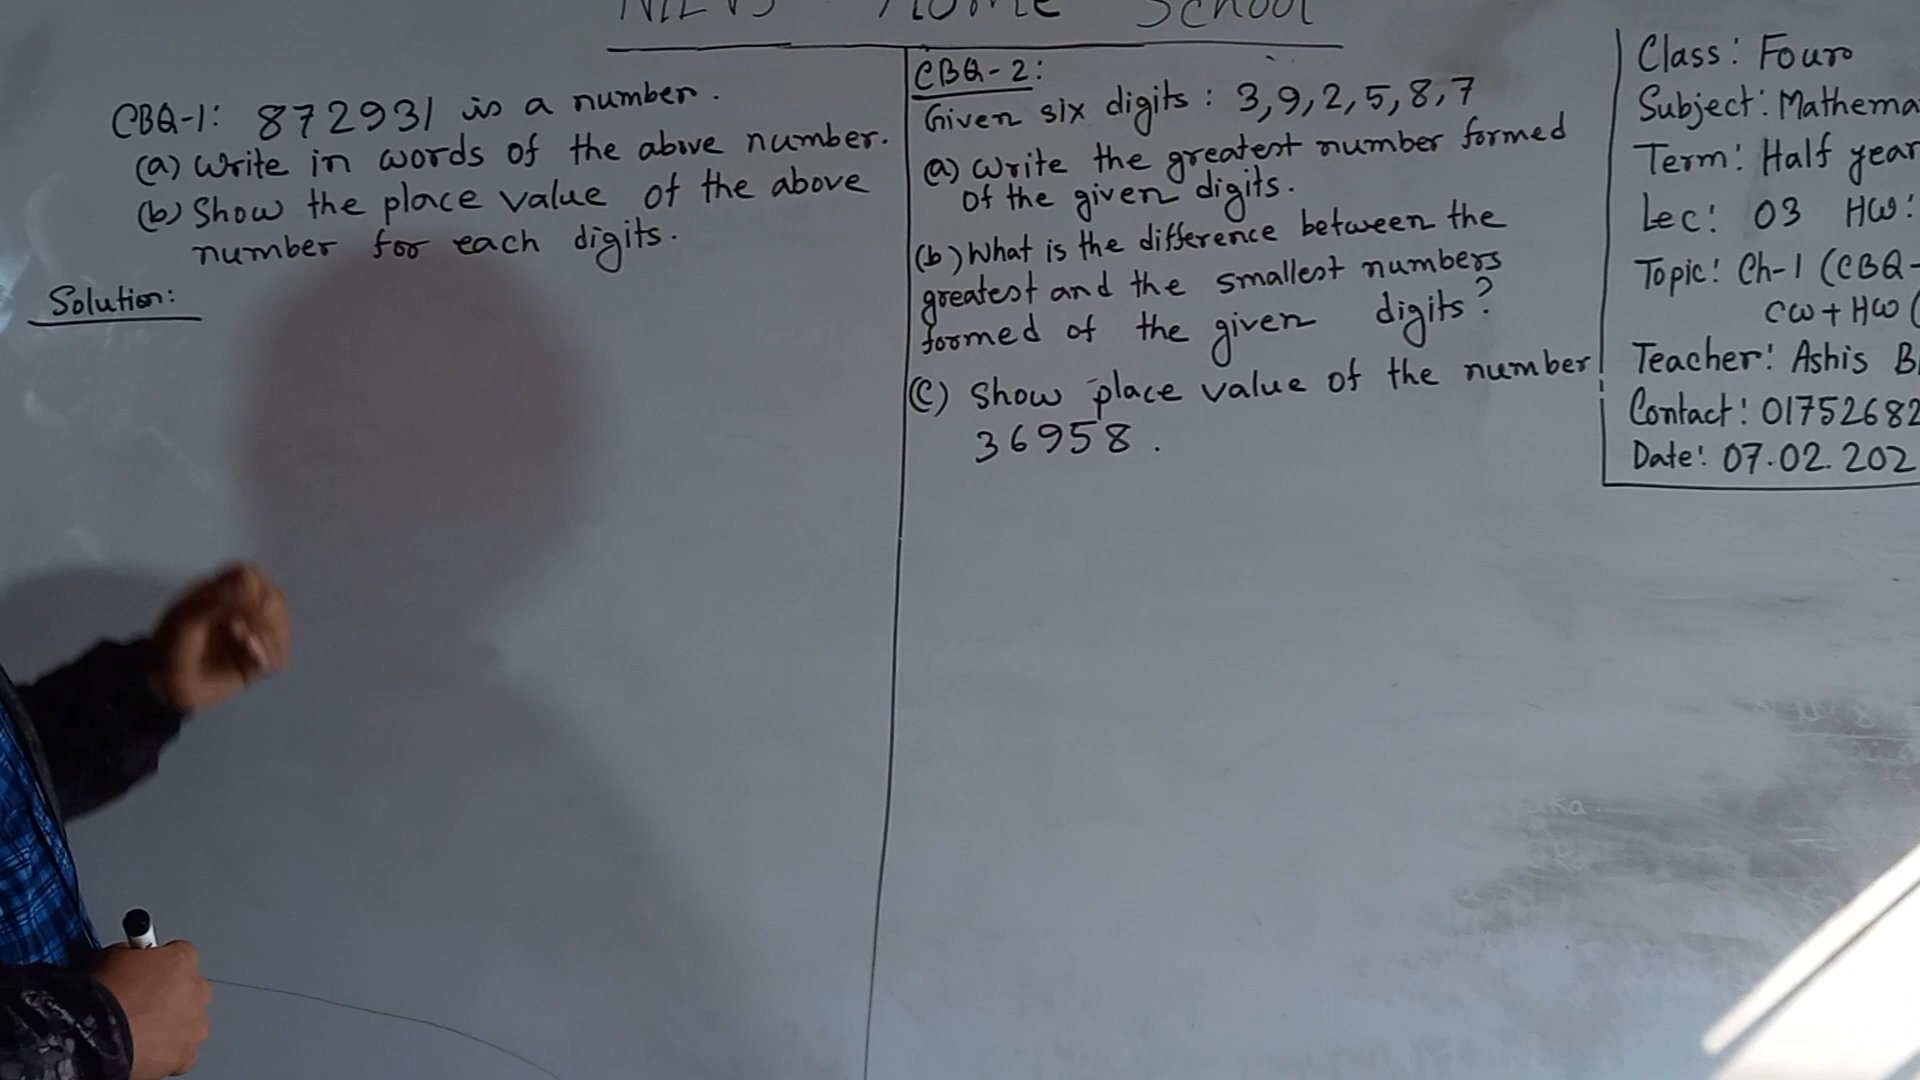 Home School
CBQ-1: 872931 is a number.
(a) Write in words of the above number.
(b) Show the place value of the above
number for each digits.
Solution:
CBQ-2:
Given six digits: 3,9,2,5,8,7
(a) Write the greatest number formed
of the given digits.
(b) What is the difference between the
greatest and the smallest numbers
formed of the given digits?
(C) Show place value of the number
36958.
Class: Four
Subject: Mathema
Term: Half year
Lec: 03 HW:
Topic: Ch-1 (CBQ-
CW+HW (
Teacher: Ashis B
Contact: 01752682
Date: 07.02.202